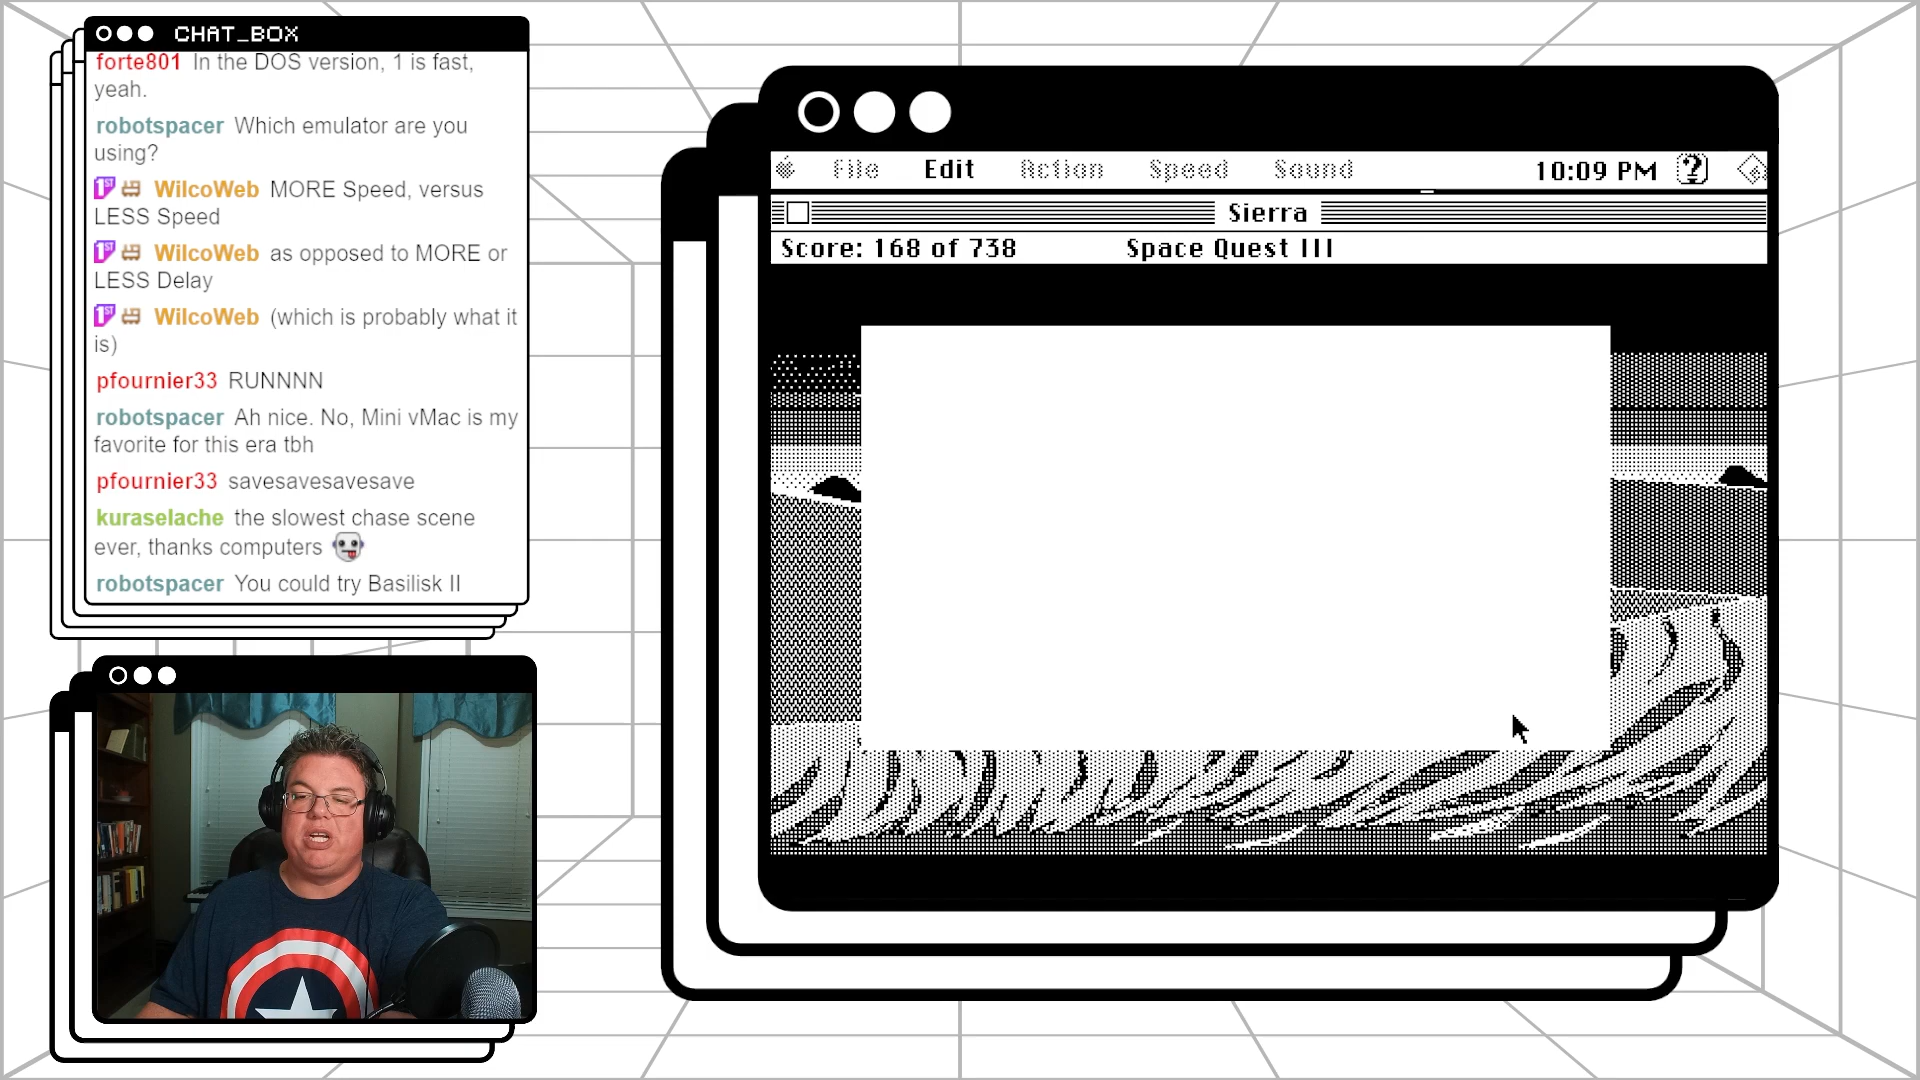 CHAT_BOX
forte801 In the DOS version, 1 is fast,
yeah.
robotspacer Which emulator are you
using?
1ST WilcoWeb MORE Speed, versus
LESS Speed
1ST WilcoWeb as opposed to MORE or
LESS Delay
1ST WilcoWeb (which is probably what it
is)
pfournier33 RUNNNN
robotspacer Ah nice. No, Mini vMac is my
favorite for this era tbh
pfournier33 savesavesavesave
kuraselache the slowest chase scene
ever, thanks computers
robotspacer You could try Basilisk II
File Edit Action Speed Sound 10:09 PM ?
Sierra
Score: 168 of 738 Space Quest III